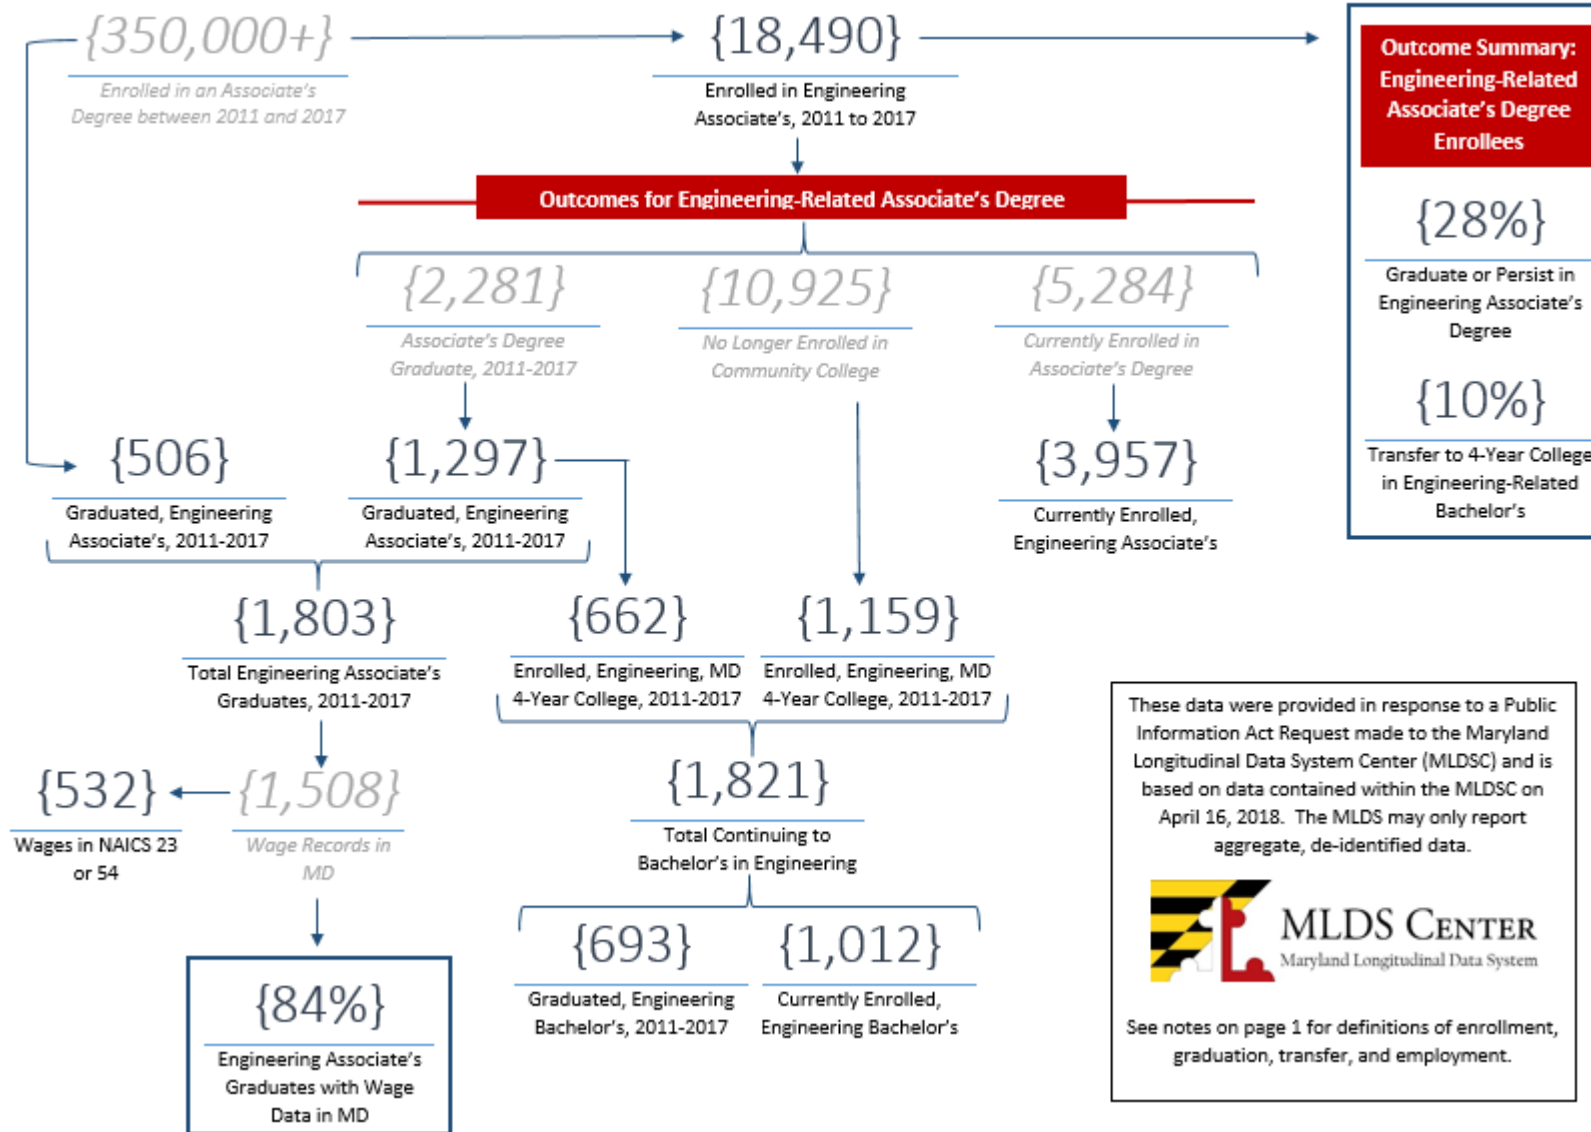 {350,000+}
Enrolled in an Associate's
Degree between 2011 and 2017
{18,490}
Enrolled in Engineering
Associate's, 2011 to 2017
Outcome Summary:
Engineering-Related
Associate's Degree
Enrollees
{28%}
Graduate or Persist in
Engineering Associate's
Degree
{10%}
Transfer to 4-Year College
in Engineering-Related
Bachelor's
Outcomes for Engineering-Related Associate's Degree
{2,281}
Associate's Degree
Graduate, 2011-2017
{10,925}
No Longer Enrolled in
Community College
{5,284}
Currently Enrolled in
Associate's Degree
{506}
Graduated, Engineering
Associate's, 2011-2017
{1,297}
Graduated, Engineering
Associate's, 2011-2017
{3,957}
Currently Enrolled,
Engineering Associate's
{1,803}
Total Engineering Associate's
Graduates, 2011-2017
{662}
Enrolled, Engineering, MD
4-Year College, 2011-2017
{1,159}
Enrolled, Engineering, MD
4-Year College, 2011-2017
{532}
Wages in NAICS 23
or 54
{1,508}
Wage Records in
MD
{1,821}
Total Continuing to
Bachelor's in Engineering
{693}
Graduated, Engineering
Bachelor's, 2011-2017
{1,012}
Currently Enrolled,
Engineering Bachelor's
{84%}
Engineering Associate's
Graduates with Wage
Data in MD
These data were provided in response to a Public
Information Act Request made to the Maryland
Longitudinal Data System Center (MLDSC) and is
based on data contained within the MLDSC on
April 16, 2018. The MLDS may only report
aggregate, de-identified data.
MLDS CENTER
Maryland Longitudinal Data System
See notes on page 1 for definitions of enrollment,
graduation, transfer, and employment.